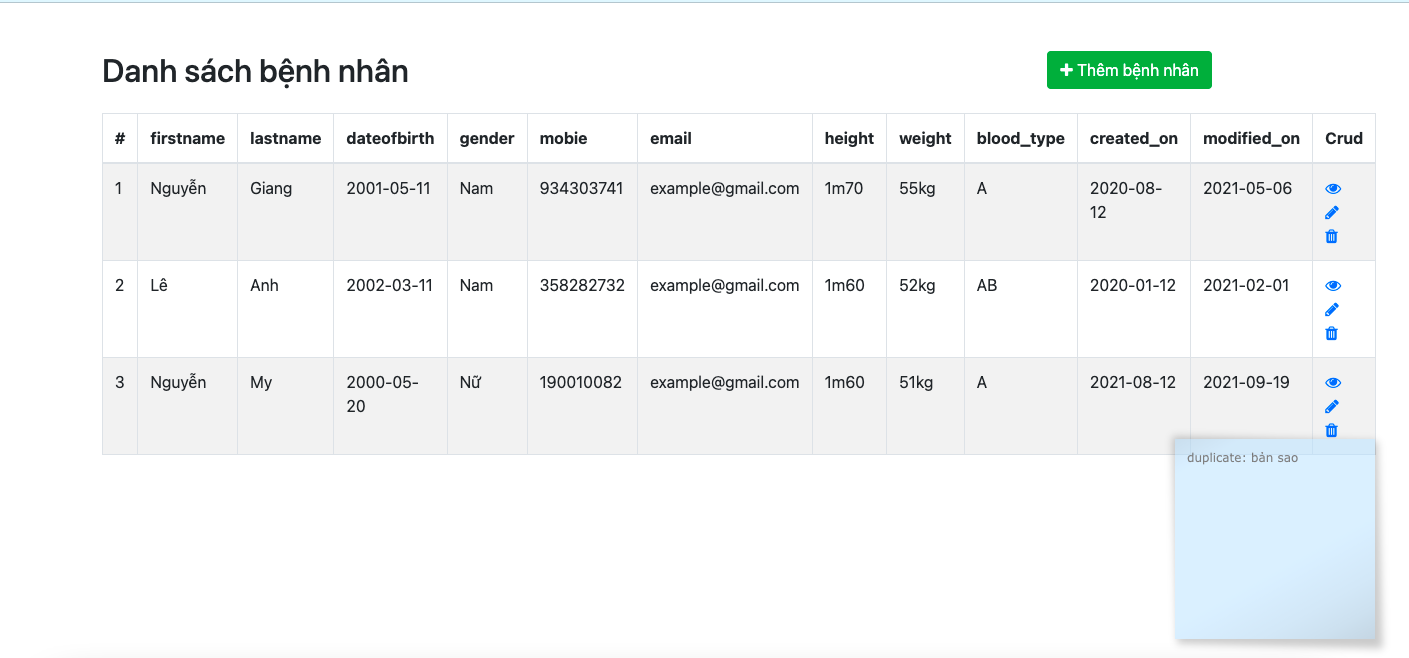 Danh sách bệnh nhân
Thêm bệnh nhân
# firstname lastname dateofbirth gender mobie email height weight blood_type created_on modified_on Crud
1 Nguyễn Giang 2001-05-11 Nam 934303741 example@gmail.com 1m70 55kg A 2020-08-
12 2021-05-06
2 Lê Anh 2002-03-11 Nam 358282732 example@gmail.com 1m60 52kg AB 2020-01-12 2021-02-01
3 Nguyễn My 2000-05-
20 Nữ 190010082 example@gmail.com 1m60 51kg A 2021-08-12 2021-09-19
duplicate: bản sao